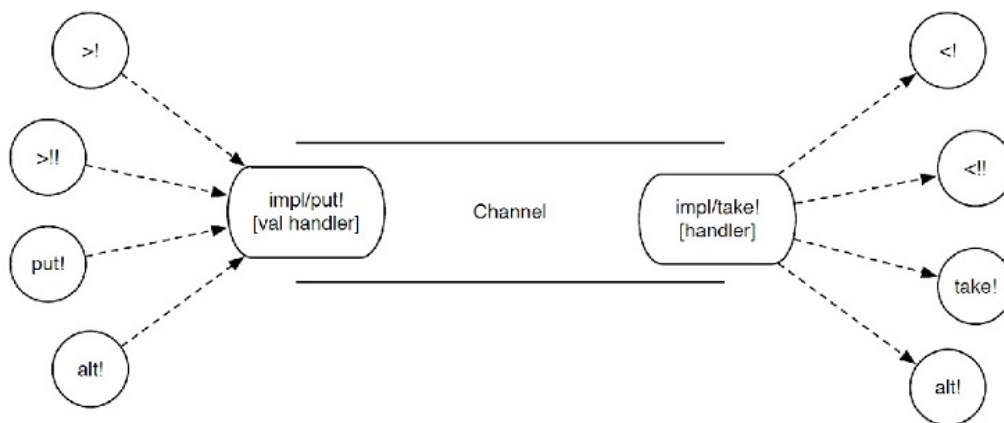 >!
<!
>!!
<!!
impl/put!
[val handler]
Channel
impl/take!
[handler]
put!
take!
alt!
alt!